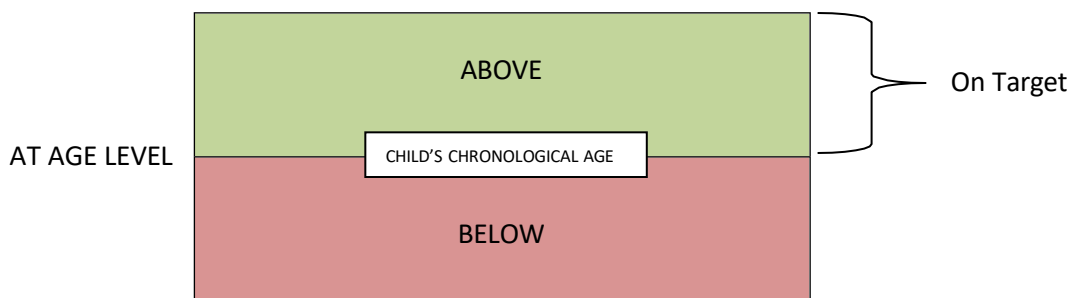 ABOVE
On Target
AT AGE LEVEL
CHILD’S CHRONOLOGICAL AGE
BELOW